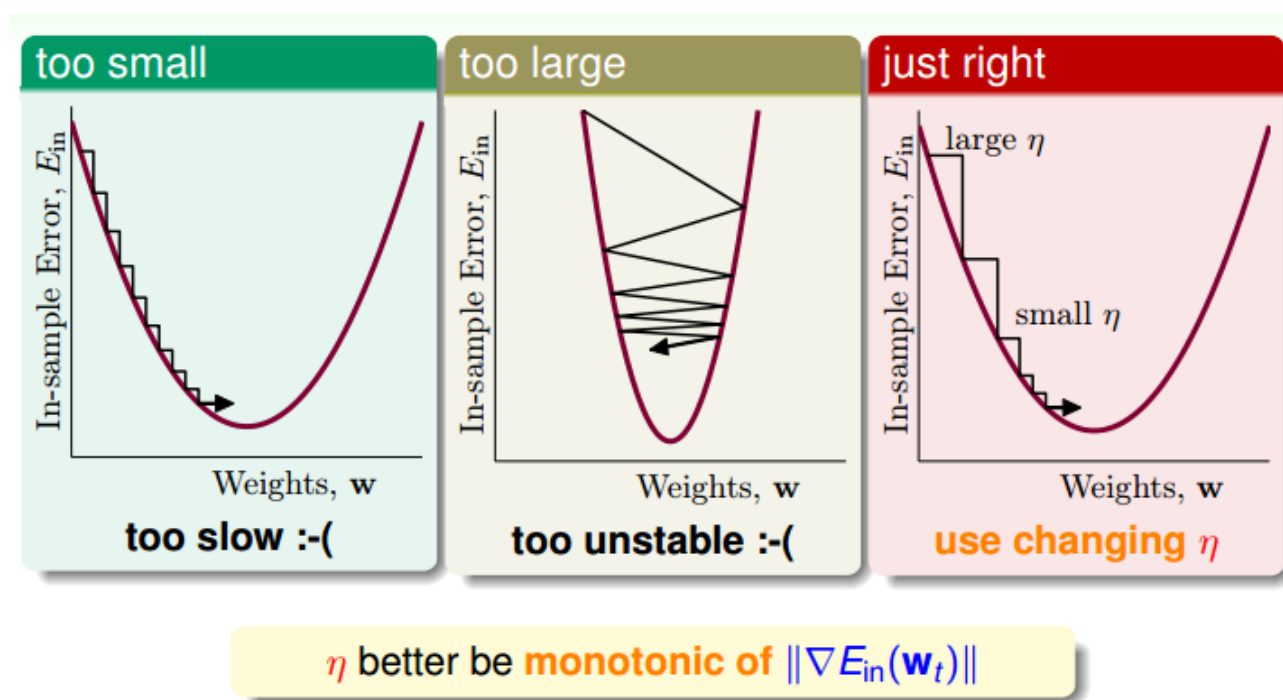 too small
In-sample Error, E_in
Weights, w
too slow :-(
too large
In-sample Error, E_in
Weights, w
too unstable :-(
just right
In-sample Error, E_in
large η
small η
Weights, w
use changing η
η better be monotonic of ‖∇E_in(w_t)‖